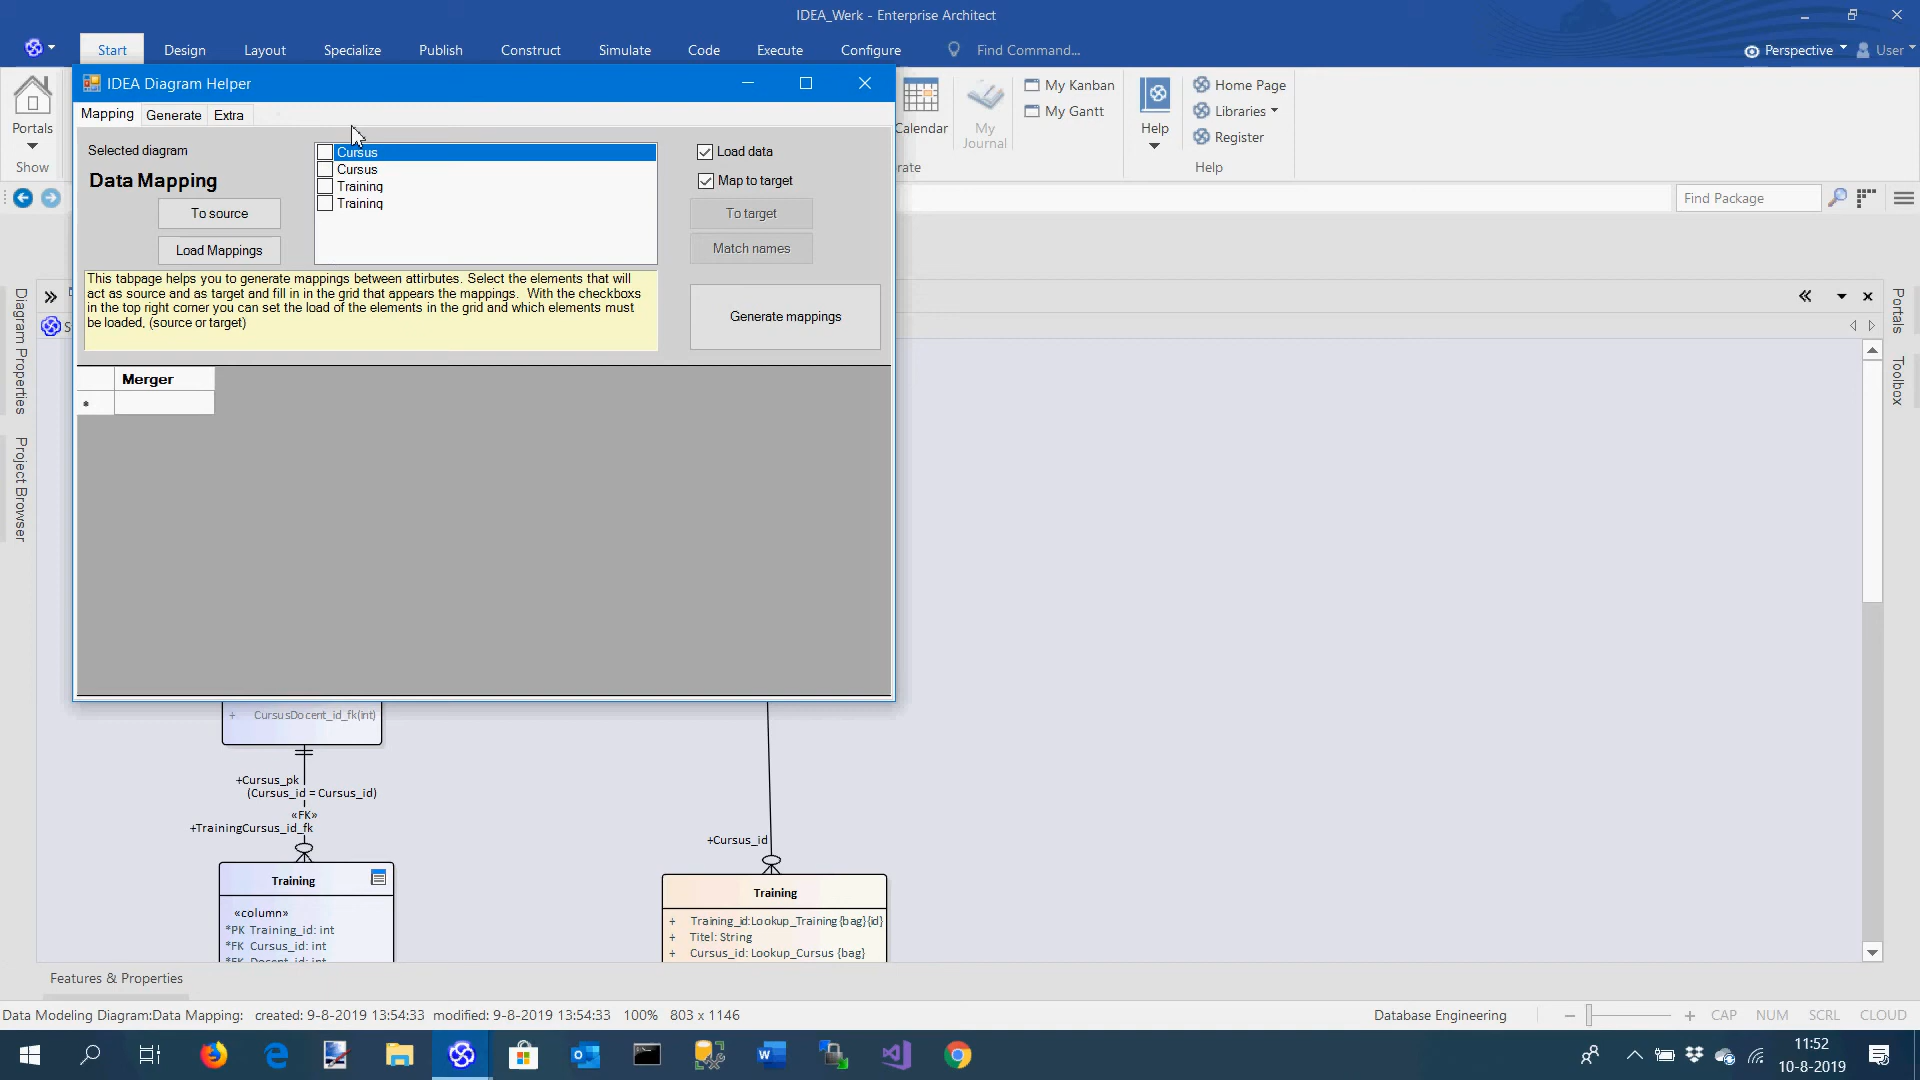 IDEA_Werk - Enterprise Architect
Start
Design
Layout
Specialize
Publish
Construct
Simulate
Code
Execute
Configure
Find Command...
Perspective
User
IDEA Diagram Helper
Portals
Show
Calendar
My
Journal
My Kanban
My Gantt
Help
Home Page
Libraries
Register
Help
rate
Mapping
Generate
Extra
Selected diagram
Data Mapping
To source
Load Mappings
Cursus
Cursus
Training
Training
Load data
Map to target
To target
Match names
Generate mappings
This tabpage helps you to generate mappings between attirbutes. Select the elements that will
act as source and as target and fill in in the grid that appears the mappings. With the checkboxs
in the top right corner you can set the load of the elements in the grid and which elements must
be loaded, (source or target)
Find Package
Merger
*
Diagram Properties
Project Browser
Portals
Toolbox
+ CursusDocent_id_fk(int)
+Cursus_pk
(Cursus_id = Cursus_id)
«FK»
+TrainingCursus_id_fk
Training
«column»
*PK Training_id: int
*FK Cursus_id: int
*FK Docent_id: int
+Cursus_id
Training
+ Training_id:Lookup_Training{bag}{id}
+ Titel: String
+ Cursus_id: Lookup_Cursus {bag}
Features & Properties
Data Modeling Diagram:Data Mapping: created: 9-8-2019 13:54:33 modified: 9-8-2019 13:54:33 100% 803 x 1146
Database Engineering
CAP
NUM
SCRL
CLOUD
11:52
10-8-2019